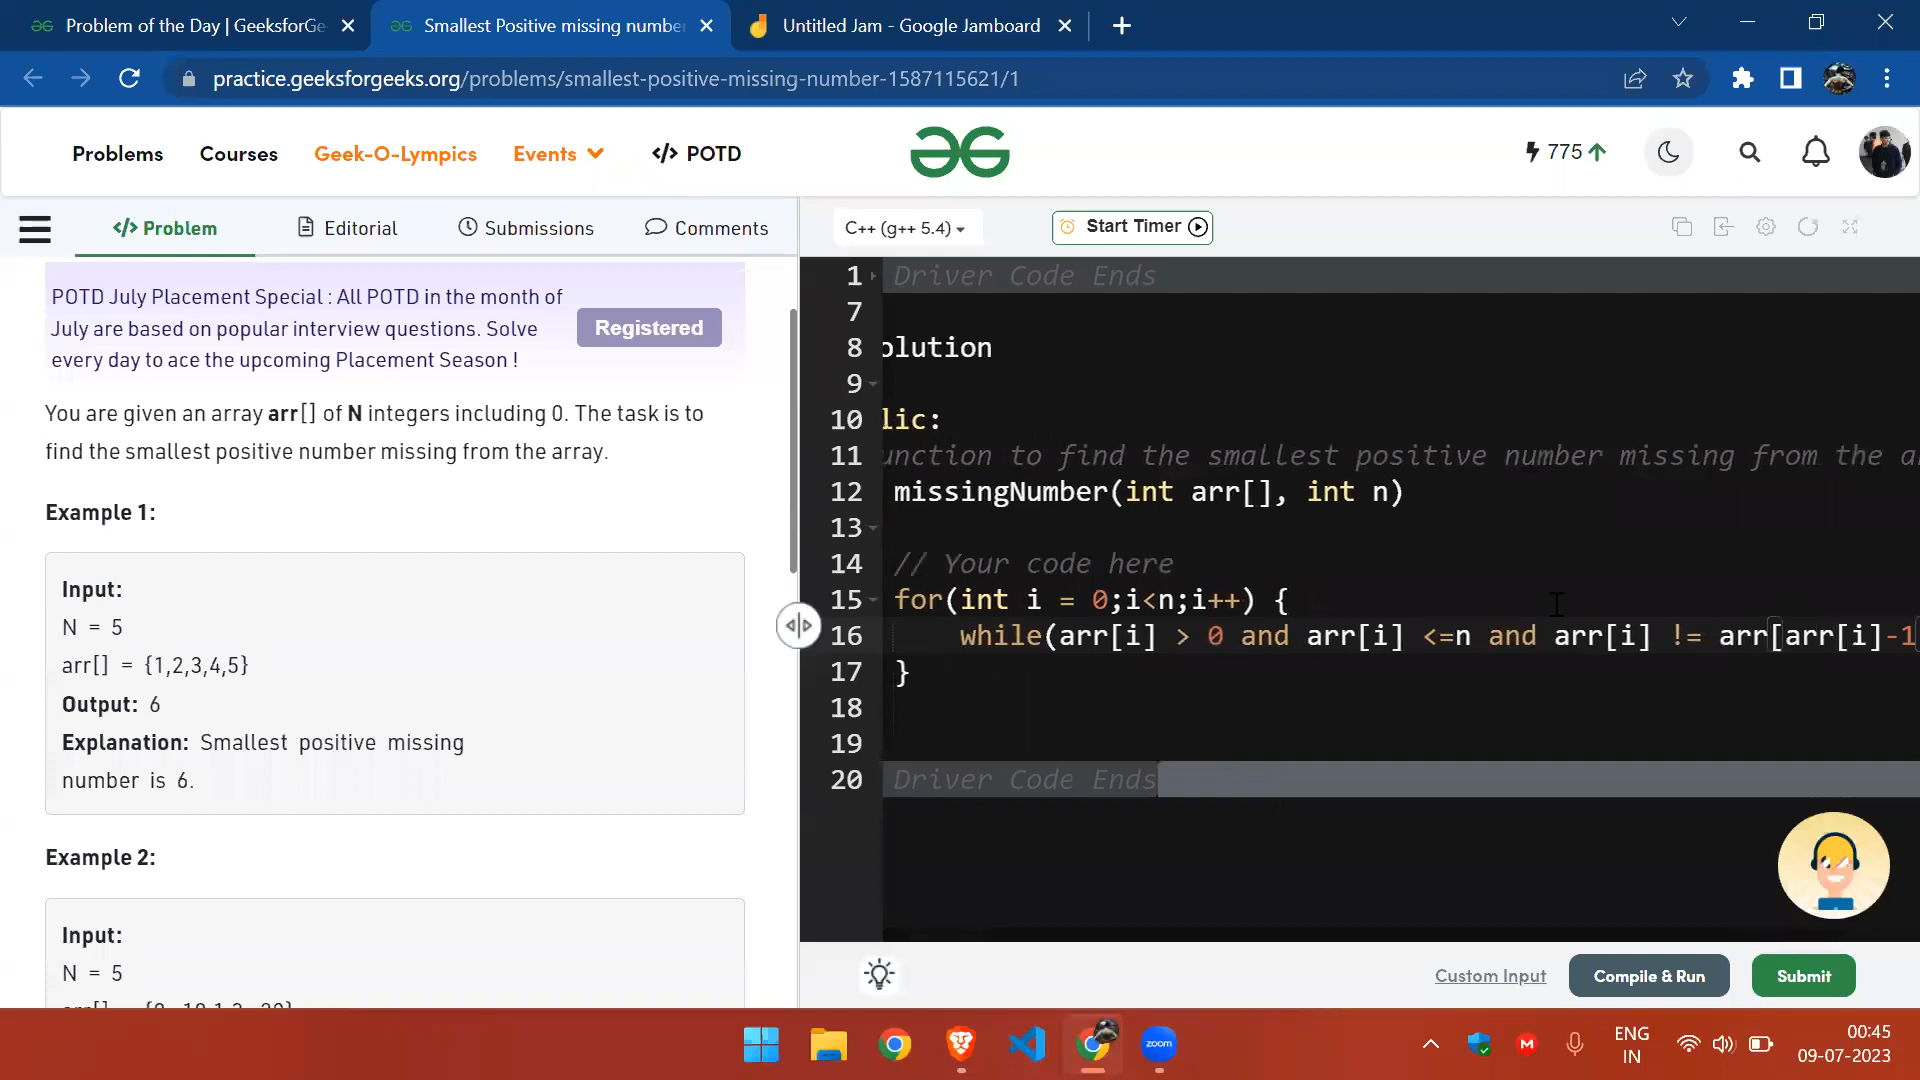 Problem of the Day | GeeksforGe
Smallest Positive missing numbe
Untitled Jam - Google Jamboard
practice.geeksforgeeks.org/problems/smallest-positive-missing-number-1587115621/1
Problems
Courses
Geek-O-Lympics
Events
</> POTD
775
</> Problem
Editorial
Submissions
Comments
C++ (g++ 5.4)
Start Timer
POTD July Placement Special : All POTD in the month of
July are based on popular interview questions. Solve
every day to ace the upcoming Placement Season !
Registered
You are given an array arr[] of N integers including 0. The task is to
find the smallest positive number missing from the array.
Example 1:
Input:
N = 5
arr[] = {1,2,3,4,5}
Output: 6
Explanation: Smallest positive missing
number is 6.
Example 2:
Input:
N = 5
1 Driver Code Ends
7
8 olution
9
10 lic:
11 unction to find the smallest positive number missing from the a
12 missingNumber(int arr[], int n)
13
14 // Your code here
15 for(int i = 0;i<n;i++) {
16 while(arr[i] > 0 and arr[i] <=n and arr[i] != arr[arr[i]-1
17 }
18
19
20 Driver Code Ends
Custom Input
Compile & Run
Submit
zoom
M
ENG
IN
00:45
09-07-2023